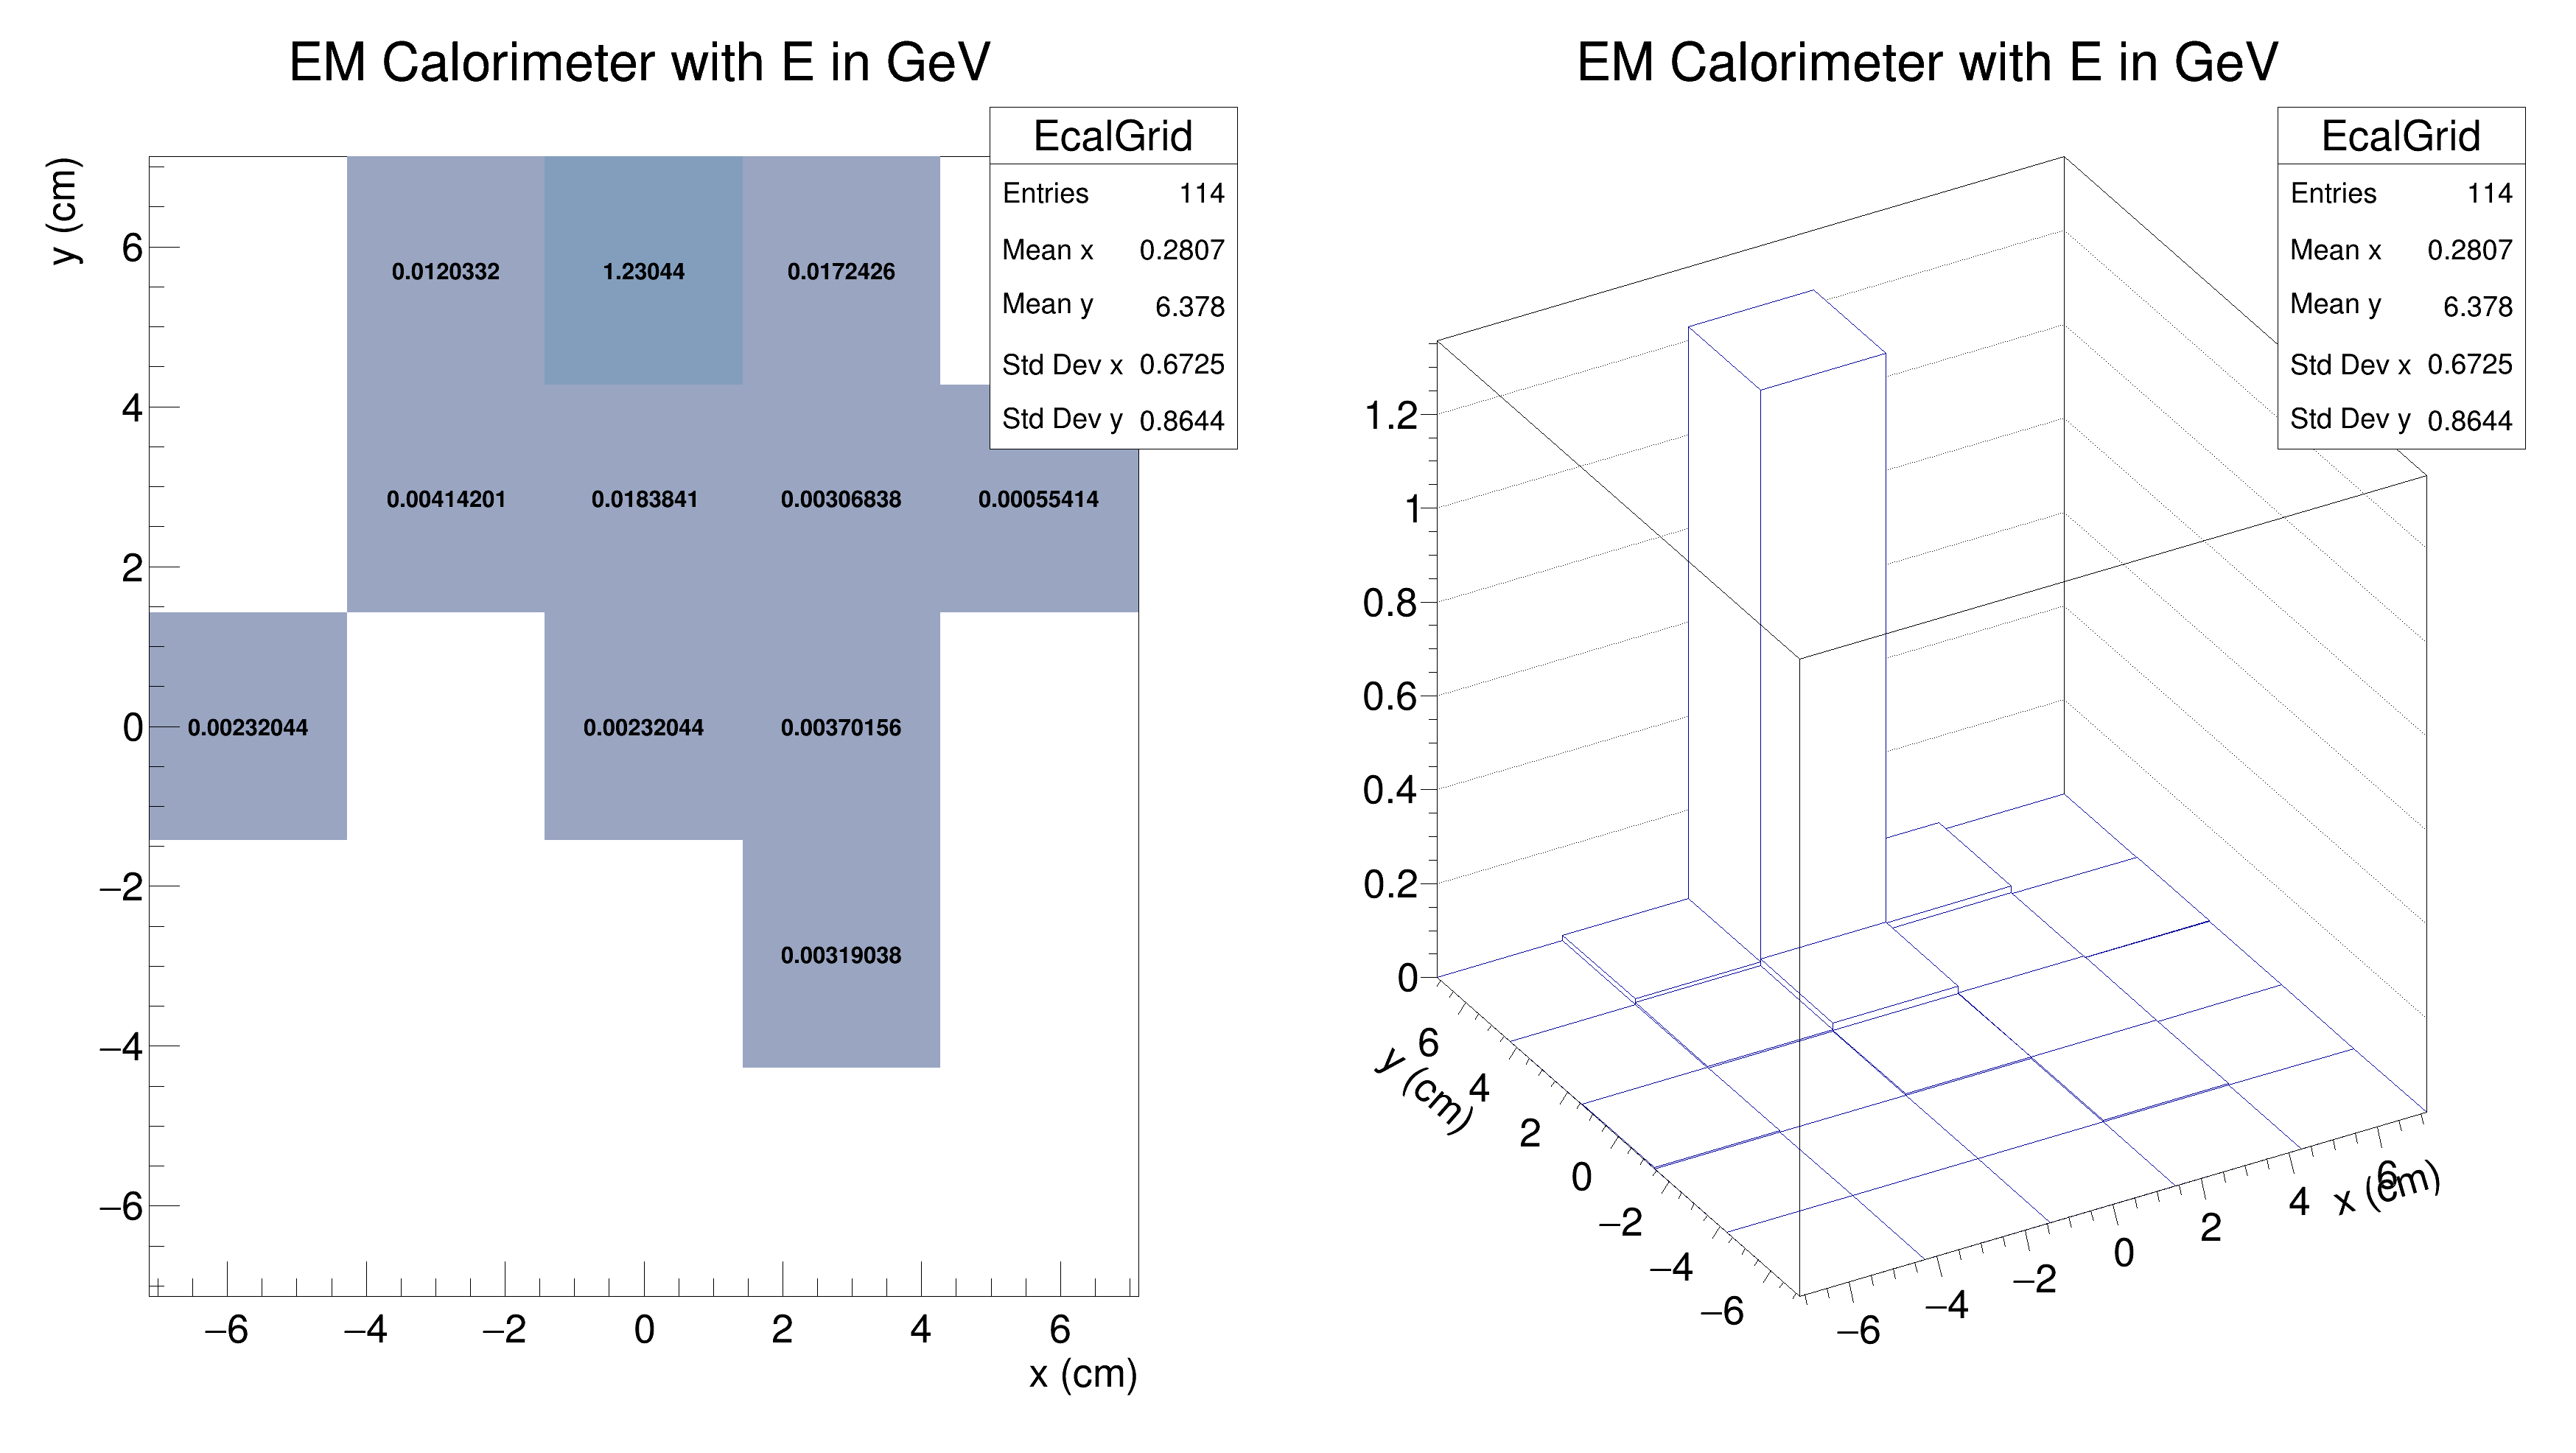 EM Calorimeter with E in GeV
EcalGrid
Entries 114
Mean x 0.2807
Mean y 6.378
Std Dev x 0.6725
Std Dev y 0.8644
y (cm)
6
4
2
0
−2
−4
−6
0.0120332 1.23044 0.0172426
0.00414201 0.0183841 0.00306838 0.00055414
0.00232044 0.00232044 0.00370156
0.00319038
−6 −4 −2 0 2 4 6
x (cm)
EM Calorimeter with E in GeV
EcalGrid
Entries 114
Mean x 0.2807
Mean y 6.378
Std Dev x 0.6725
Std Dev y 0.8644
1.2
1
0.8
0.6
0.4
0.2
0
y (cm)
6
4
2
0
−2
−4
−6
−6 −4 −2 0 2 4 6
x (cm)